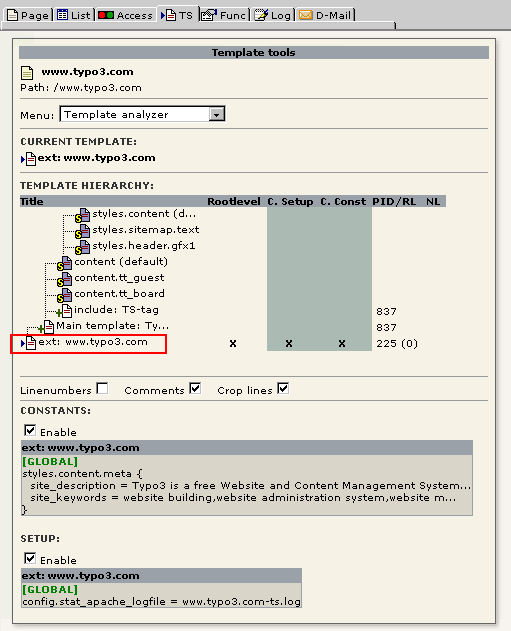 Page List Access TS Func Log D-Mail
Template tools
www.typo3.com
Path: /www.typo3.com
Menu: Template analyzer
CURRENT TEMPLATE:
ext: www.typo3.com
TEMPLATE HIERARCHY:
Title Rootlevel C. Setup C. Const PID/RL NL
styles.content (d...
styles.sitemap.text
styles.header.gfx1
content (default)
content.tt_guest
content.tt_board
include: TS-tag 837
Main template: Ty... 837
ext: www.typo3.com x x x 225 (0)
Linenumbers Comments Crop lines
CONSTANTS:
Enable
ext: www.typo3.com
[GLOBAL]
styles.content.meta {
site_description = Typo3 is a free Website and Content Management System...
site_keywords = website building,website administration system,website m...
}
SETUP:
Enable
ext: www.typo3.com
[GLOBAL]
config.stat_apache_logfile = www.typo3.com-ts.log